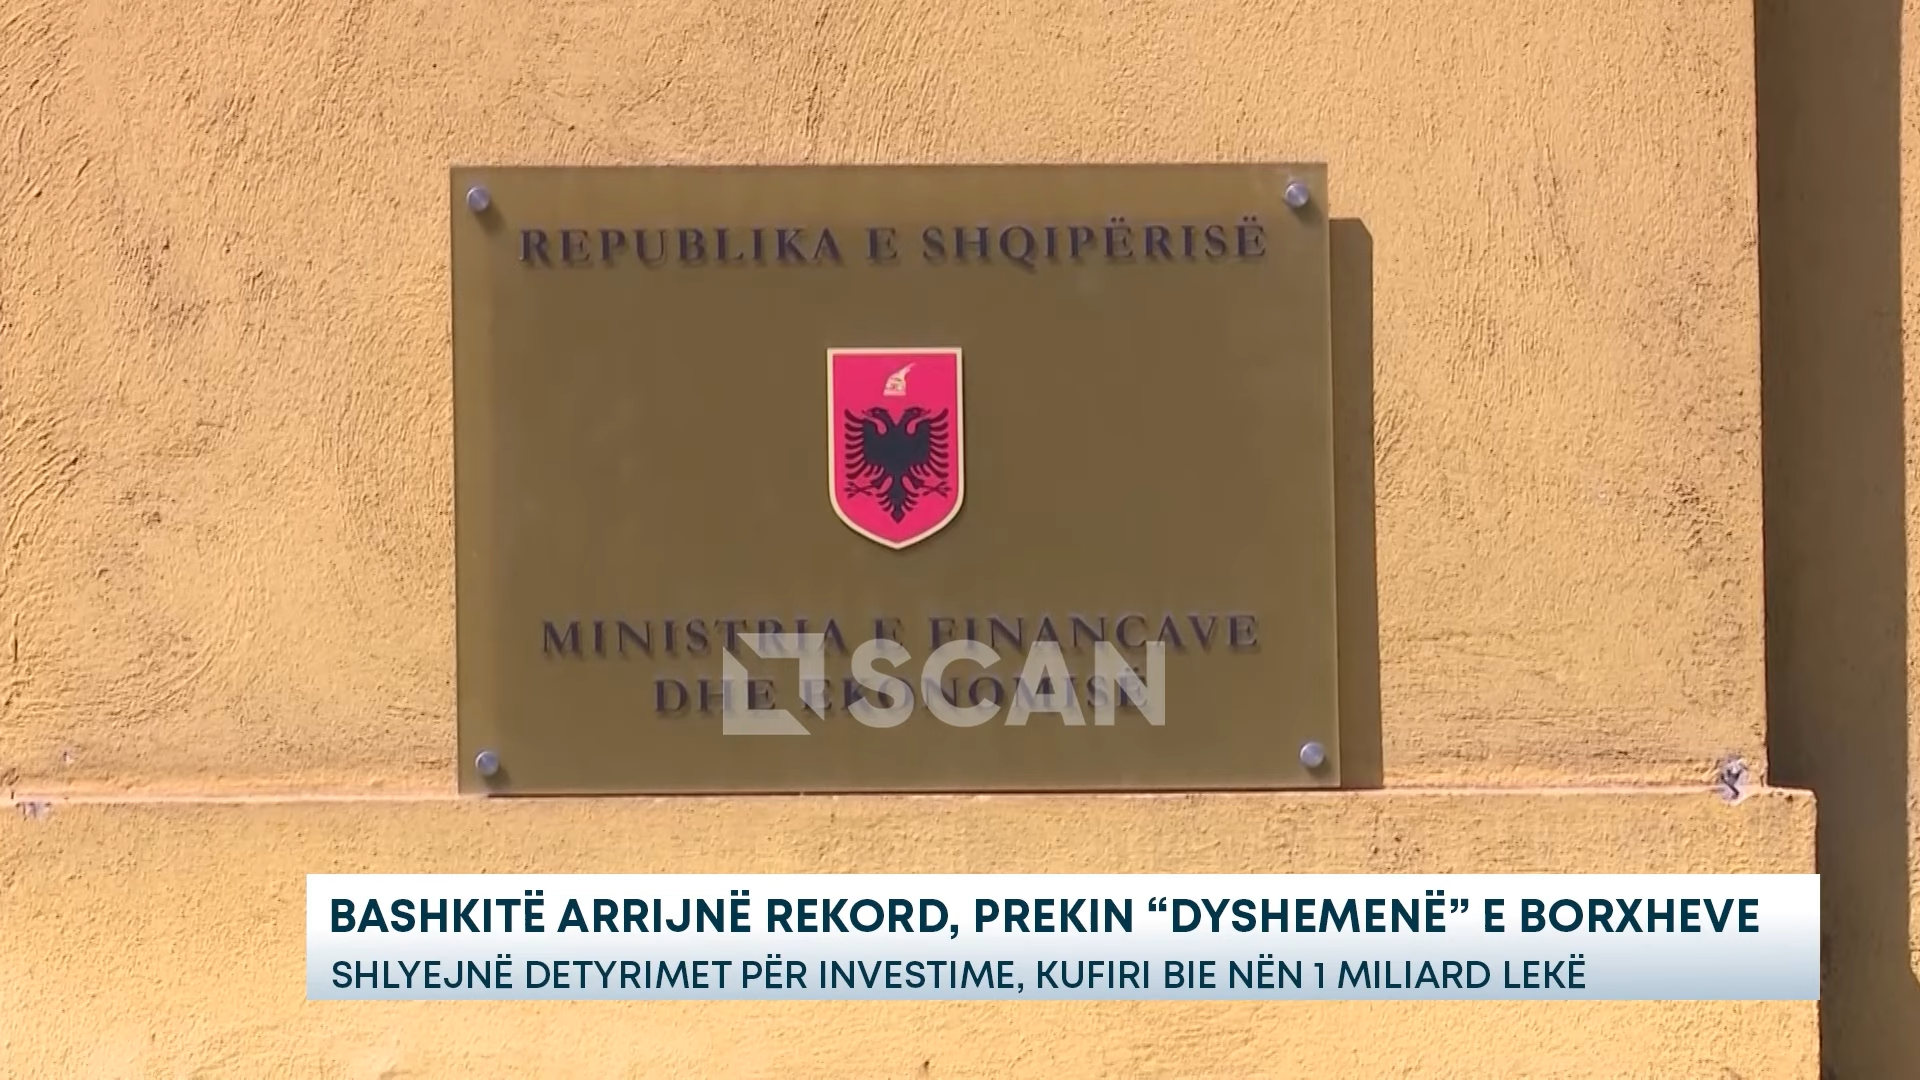 REPUBLIKA E SHQIPËRISË
MINISTRIA E FINANCAVE
DHE EKONOMISË
SCAN
BASHKITË ARRIJNË REKORD, PREKIN “DYSHEMENË” E BORXHEVE
SHLYEJNË DETYRIMET PËR INVESTIME, KUFIRI BIE NËN 1 MILIARD LEKË